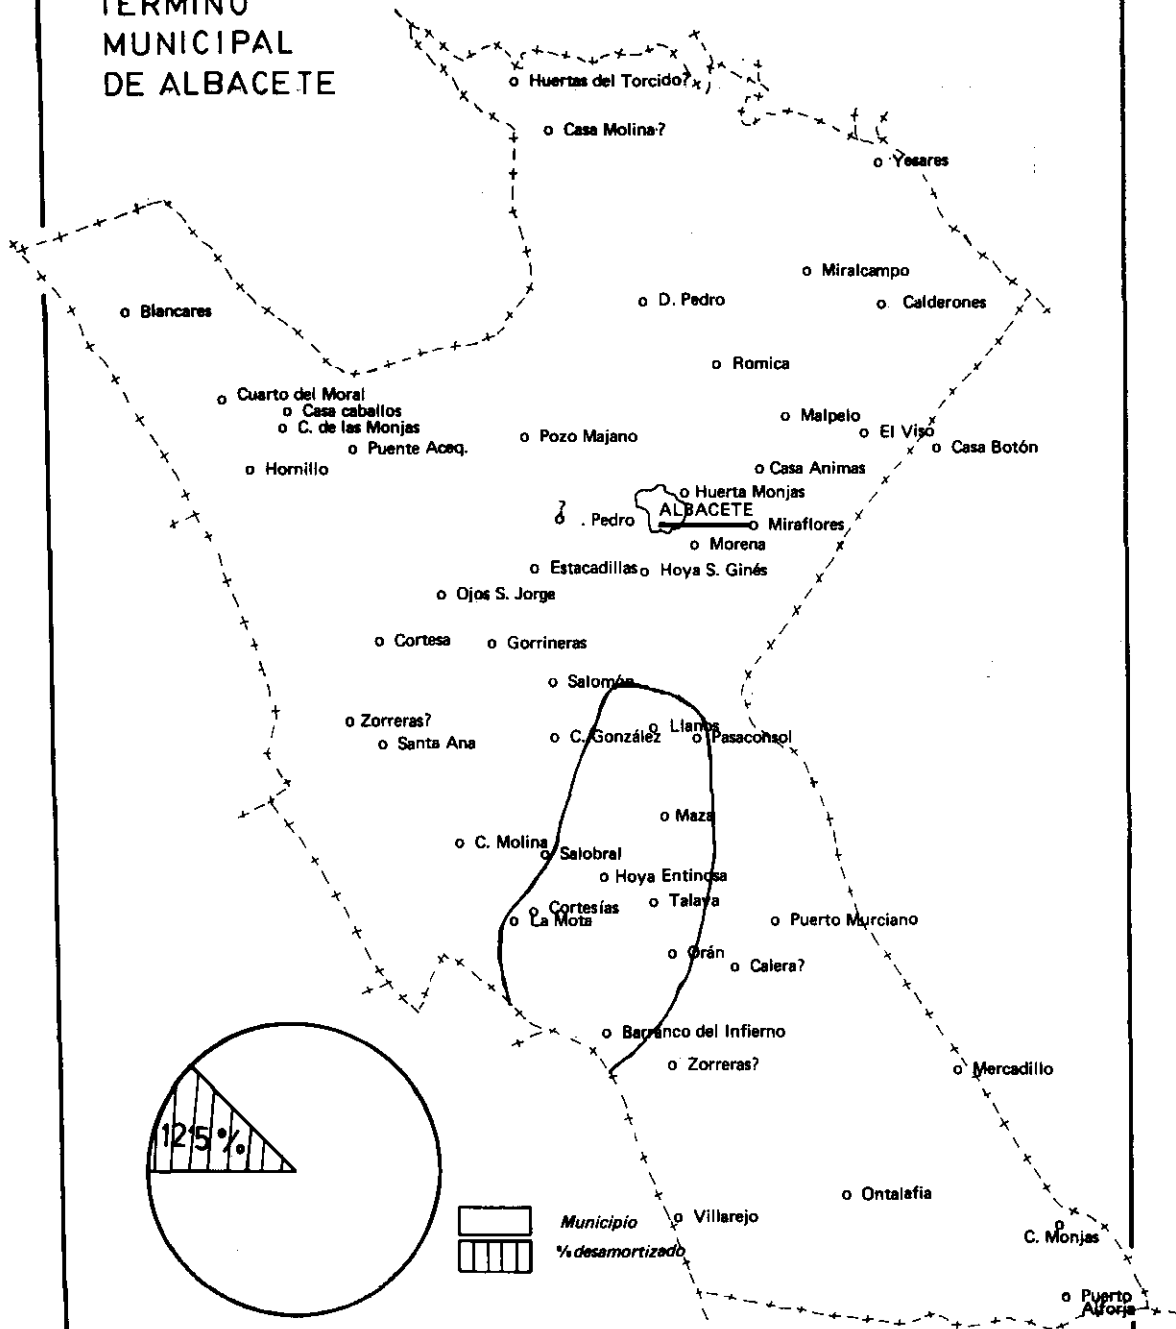 TERMINO
MUNICIPAL
DE ALBACETE
Huertas del Torcido?
Casa Molina?
Yesares
Miralcampo
D. Pedro
Calderones
Blancares
Romica
Cuarto del Moral
Casa caballos
C. de las Monjas
Puente Aceq.
Hornillo
Pozo Majano
Malpelo
El Viso
Casa Botón
Casa Animas
Huerta Monjas
ALBACETE
?
. Pedro
Miraflores
Morena
Estacadillas
Hoya S. Ginés
Ojos S. Jorge
Cortesa
Gorrineras
Salomón
Zorreras?
Santa Ana
C. González
Llanos
Pasaconsol
Maza
C. Molina
Salobral
Hoya Entinosa
Talaya
Cortesías
La Mota
Puerto Murciano
Orán
Calera?
Barranco del Infierno
Zorreras?
Mercadillo
12'5 %
Ontalafia
Villarejo
Municipio
% desamortizado
C. Monjas
Puerto
Alforja